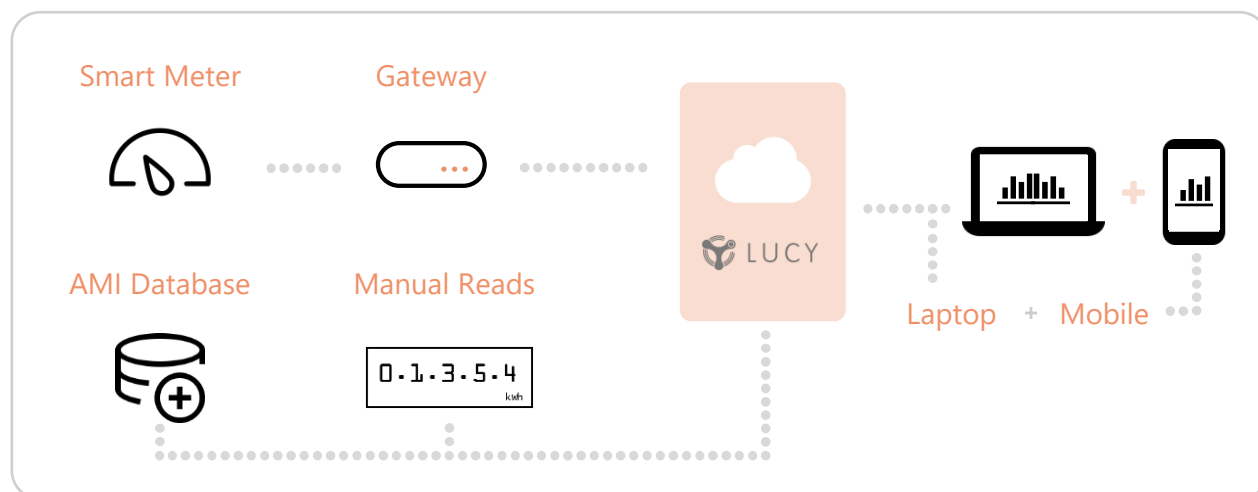 Smart Meter
Gateway
LUCY
AMI Database
Manual Reads
0.1.3.5.4
kwh
Laptop + Mobile